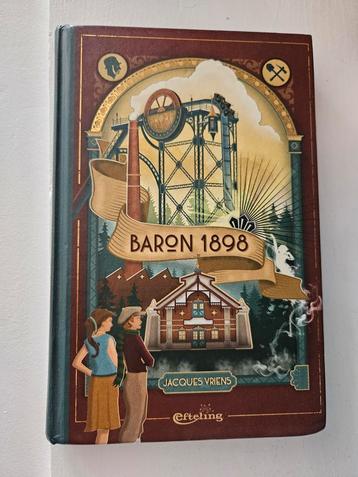 BARON 1898
JACQUES VRIENS
Efteling